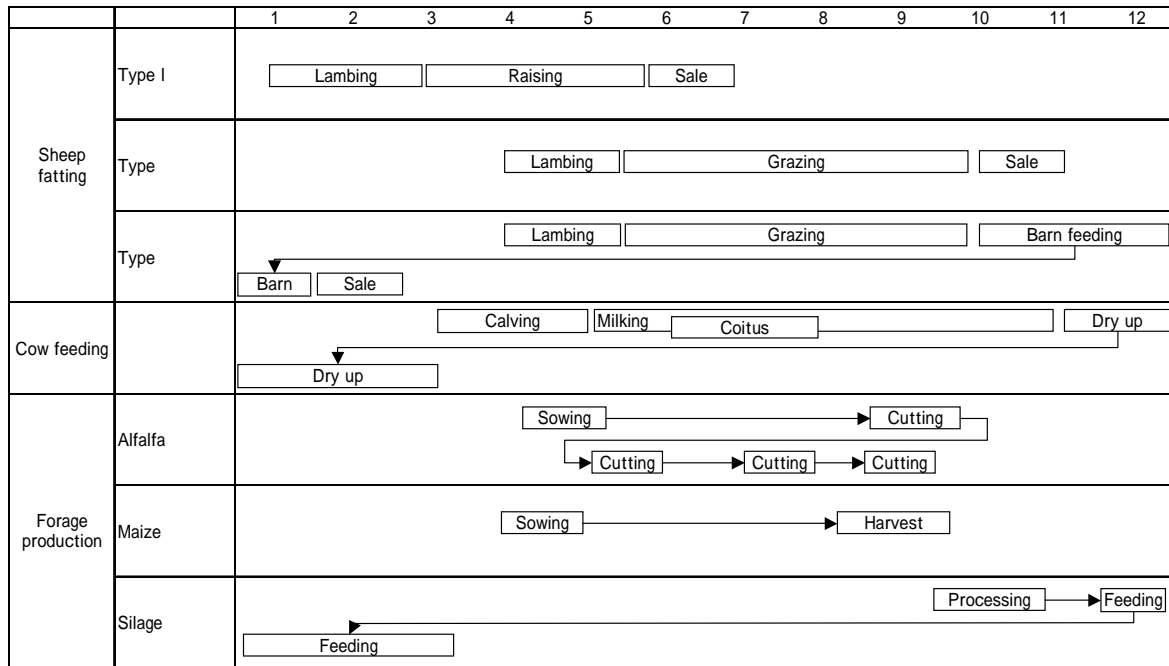 1 2 3 4 5 6 7 8 9 10 11 12
Sheep
fatting
Type I
Lambing Raising Sale
Type
Lambing Grazing Sale
Type
Lambing Grazing Barn feeding
Barn Sale
Cow feeding
Calving Milking Coitus Dry up
Dry up
Forage
production
Alfalfa
Sowing Cutting
Cutting Cutting Cutting
Maize
Sowing Harvest
Silage
Processing Feeding
Feeding